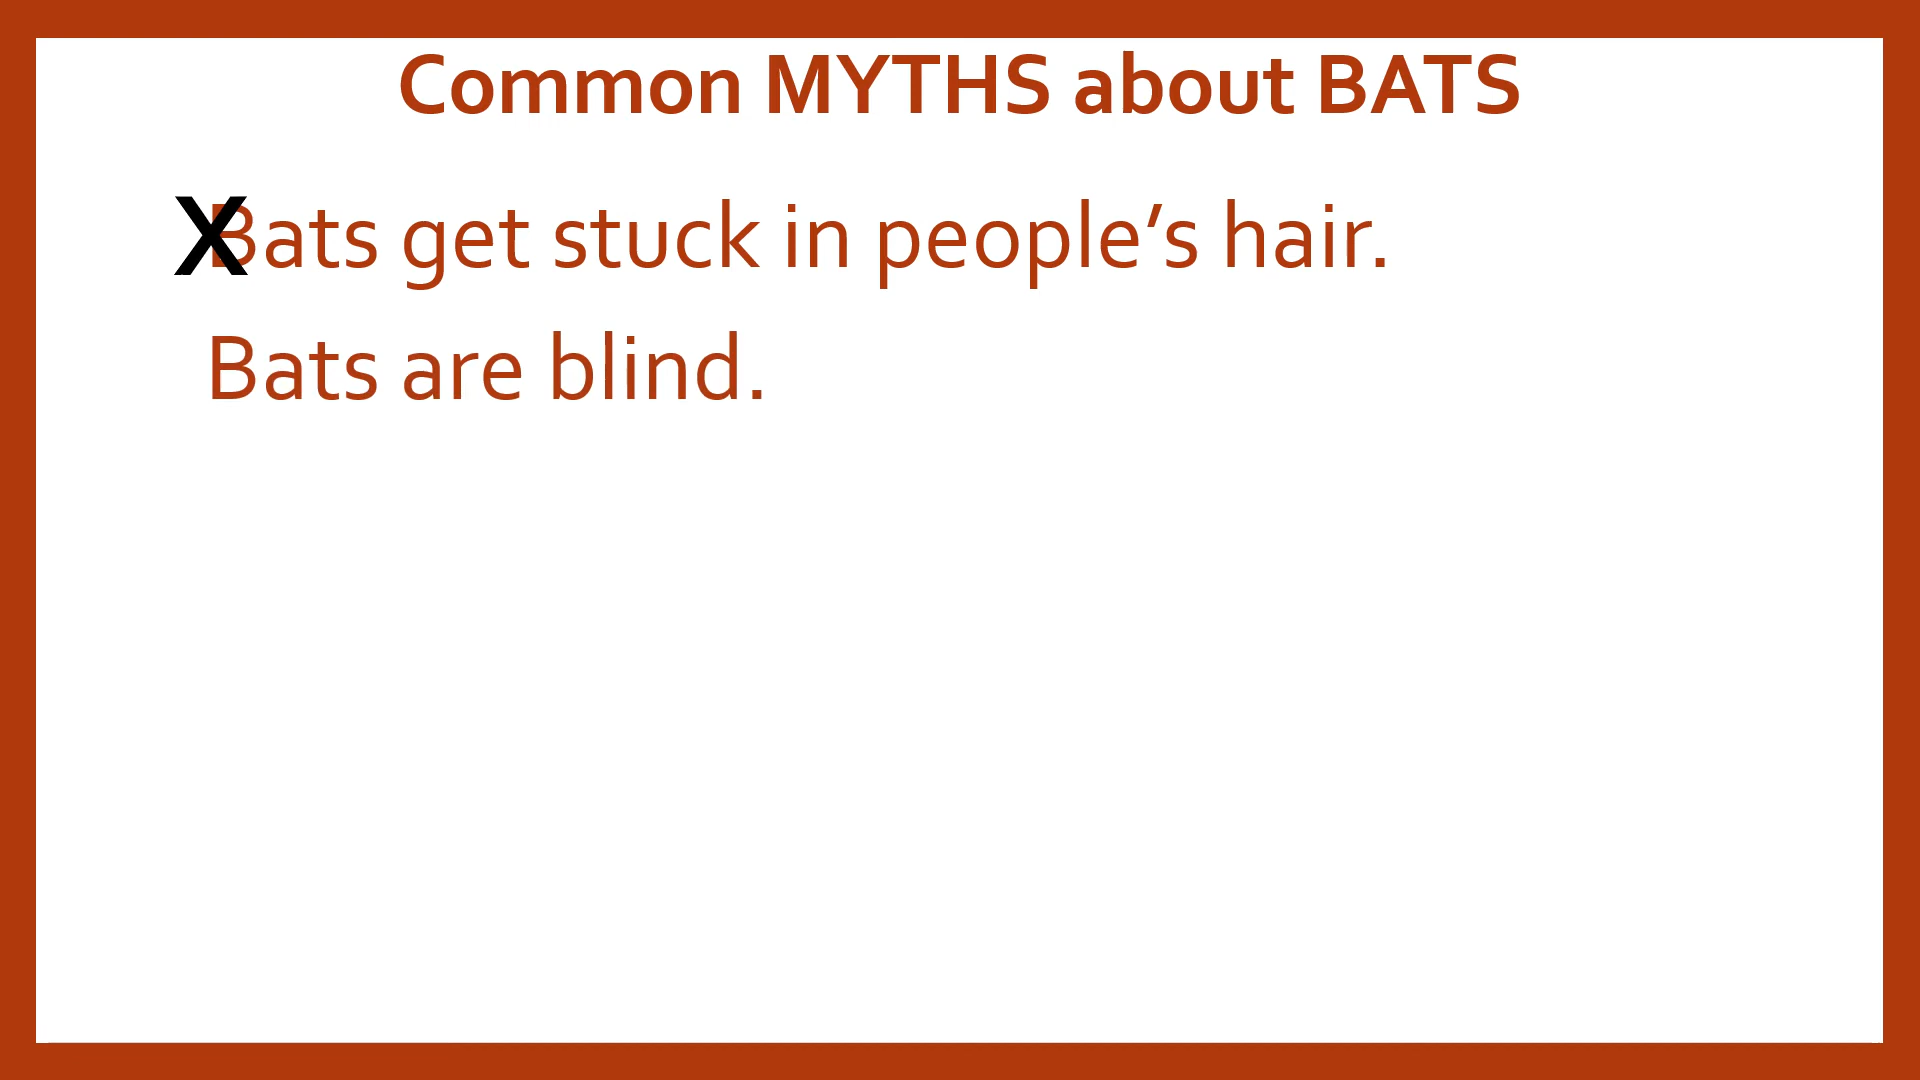 Common MYTHS about BATS
X Bats get stuck in people’s hair.
Bats are blind.